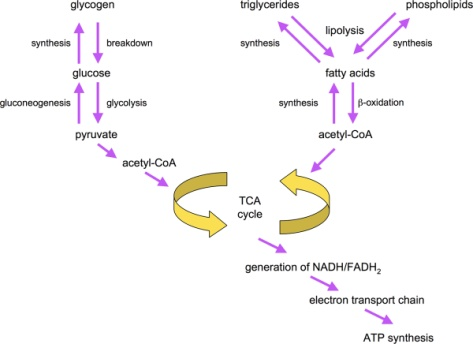 glycogen
triglycerides
phospholipids
lipolysis
synthesis
breakdown
synthesis
synthesis
glucose
fatty acids
gluconeogenesis
glycolysis
synthesis
β-oxidation
pyruvate
acetyl-CoA
acetyl-CoA
TCA
cycle
generation of NADH/FADH₂
electron transport chain
ATP synthesis